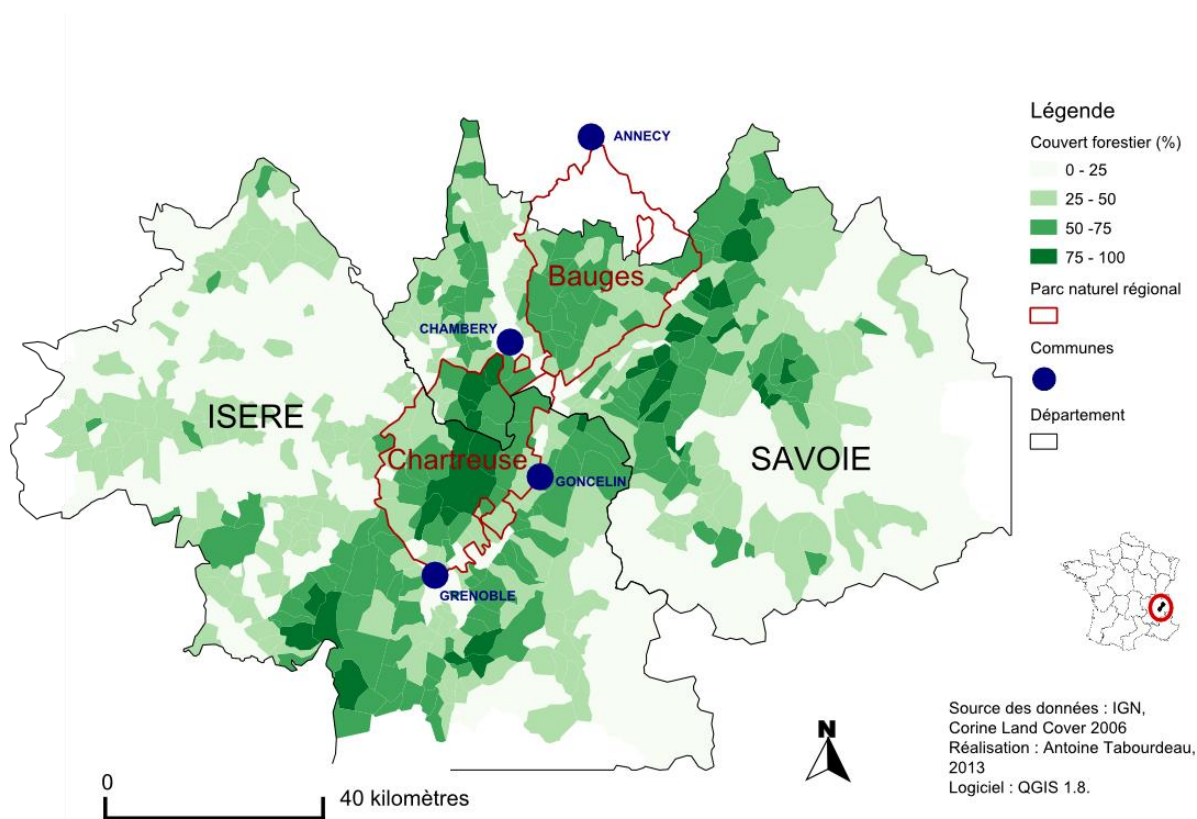 ANNECY
Bauges
CHAMBERY
ISERE
Chartreuse
SAVOIE
GONCELIN
GRENOBLE
Légende
Couvert forestier (%)
0 - 25
25 - 50
50 -75
75 - 100
Parc naturel régional
Communes
Département
N
0
40 kilomètres
Source des données : IGN,
Corine Land Cover 2006
Réalisation : Antoine Tabourdeau,
2013
Logiciel : QGIS 1.8.